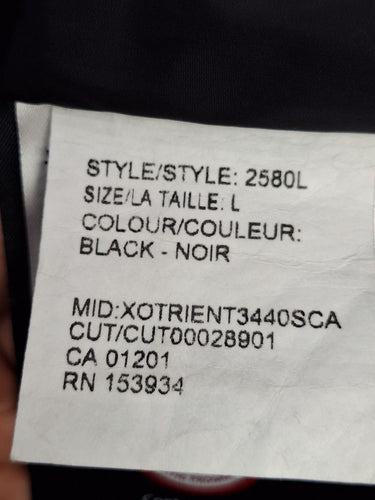 STYLE/STYLE: 2580L
SIZE/LA TAILLE: L
COLOUR/COULEUR:
BLACK - NOIR
MID:XOTRIENT3440SCA
CUT/CUT00028901
CA 01201
RN 153934